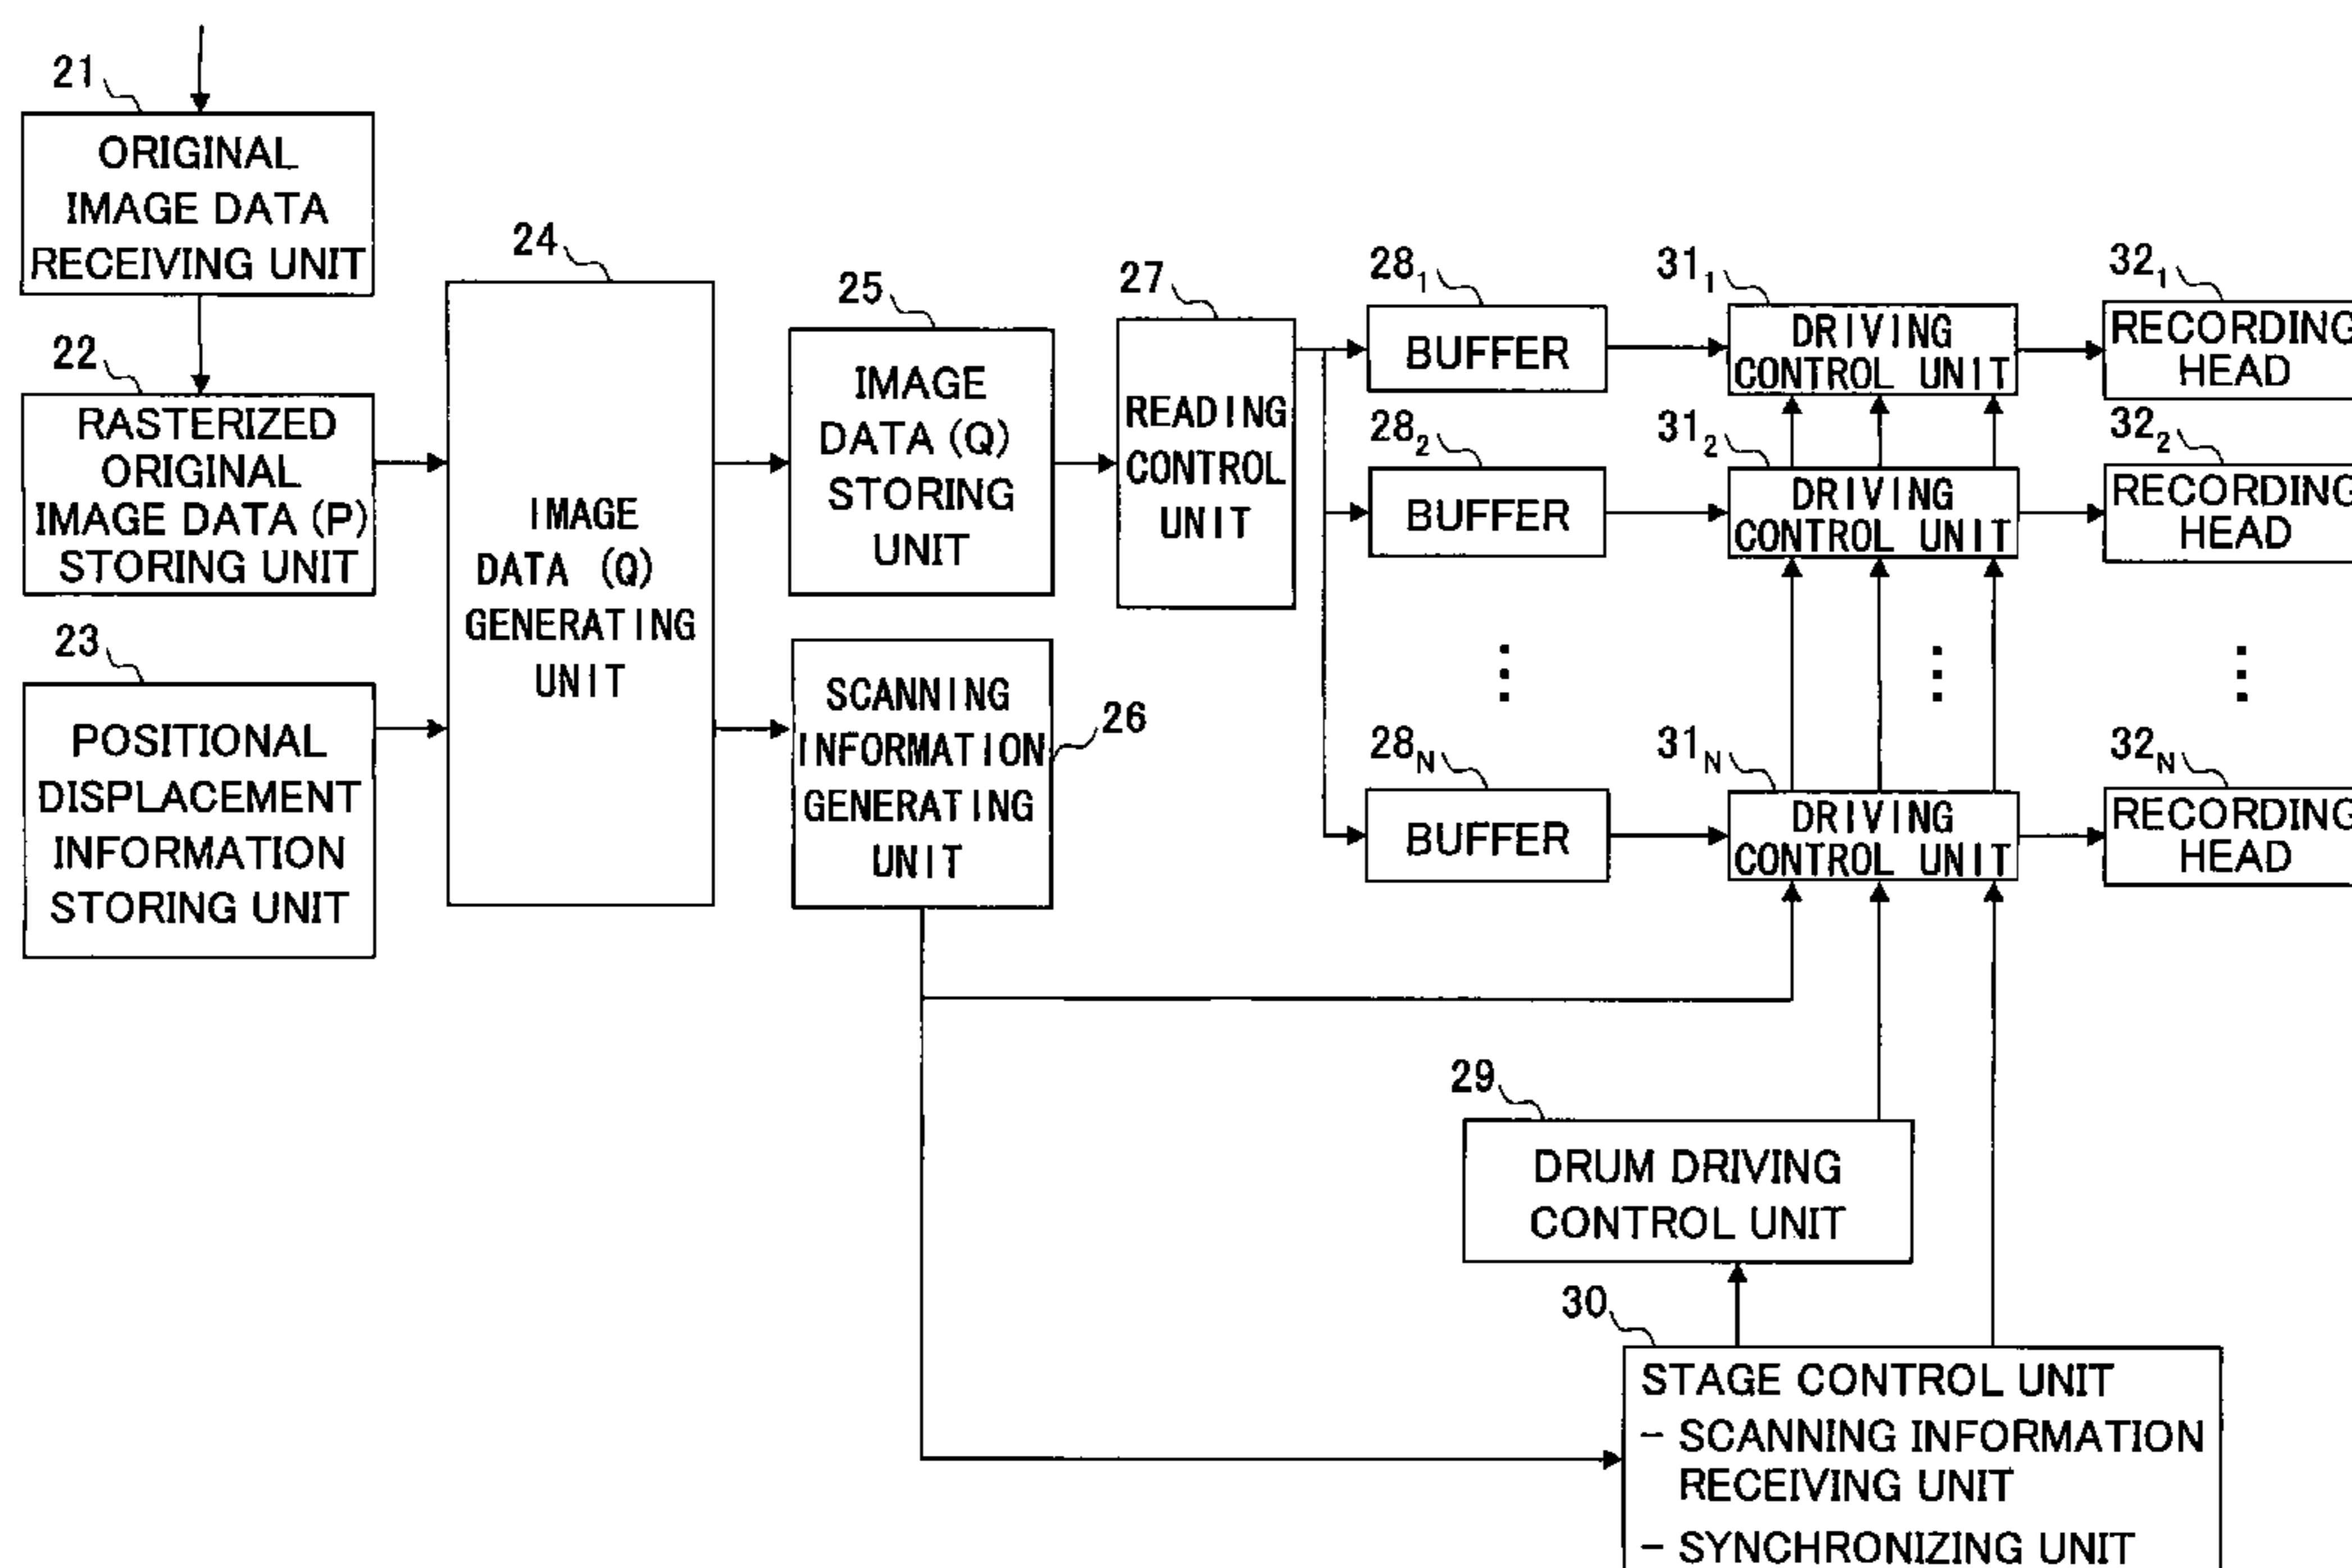 21
ORIGINAL
IMAGE DATA
RECEIVING UNIT
22
RASTERIZED
ORIGINAL
IMAGE DATA (P)
STORING UNIT
23
POSITIONAL
DISPLACEMENT
INFORMATION
STORING UNIT
24
IMAGE
DATA (Q)
GENERATING
UNIT
25
IMAGE
DATA (Q)
STORING
UNIT
26
SCANNING
INFORMATION
GENERATING
UNIT
27
READING
CONTROL
UNIT
28₁
BUFFER
28₂
BUFFER
⋮
28N
BUFFER
31₁
DRIVING
CONTROL UNIT
31₂
DRIVING
CONTROL UNIT
⋮
31N
DRIVING
CONTROL UNIT
32₁
RECORDING
HEAD
32₂
RECORDING
HEAD
⋮
32N
RECORDING
HEAD
29
DRUM DRIVING
CONTROL UNIT
30
STAGE CONTROL UNIT
- SCANNING INFORMATION
RECEIVING UNIT
- SYNCHRONIZING UNIT